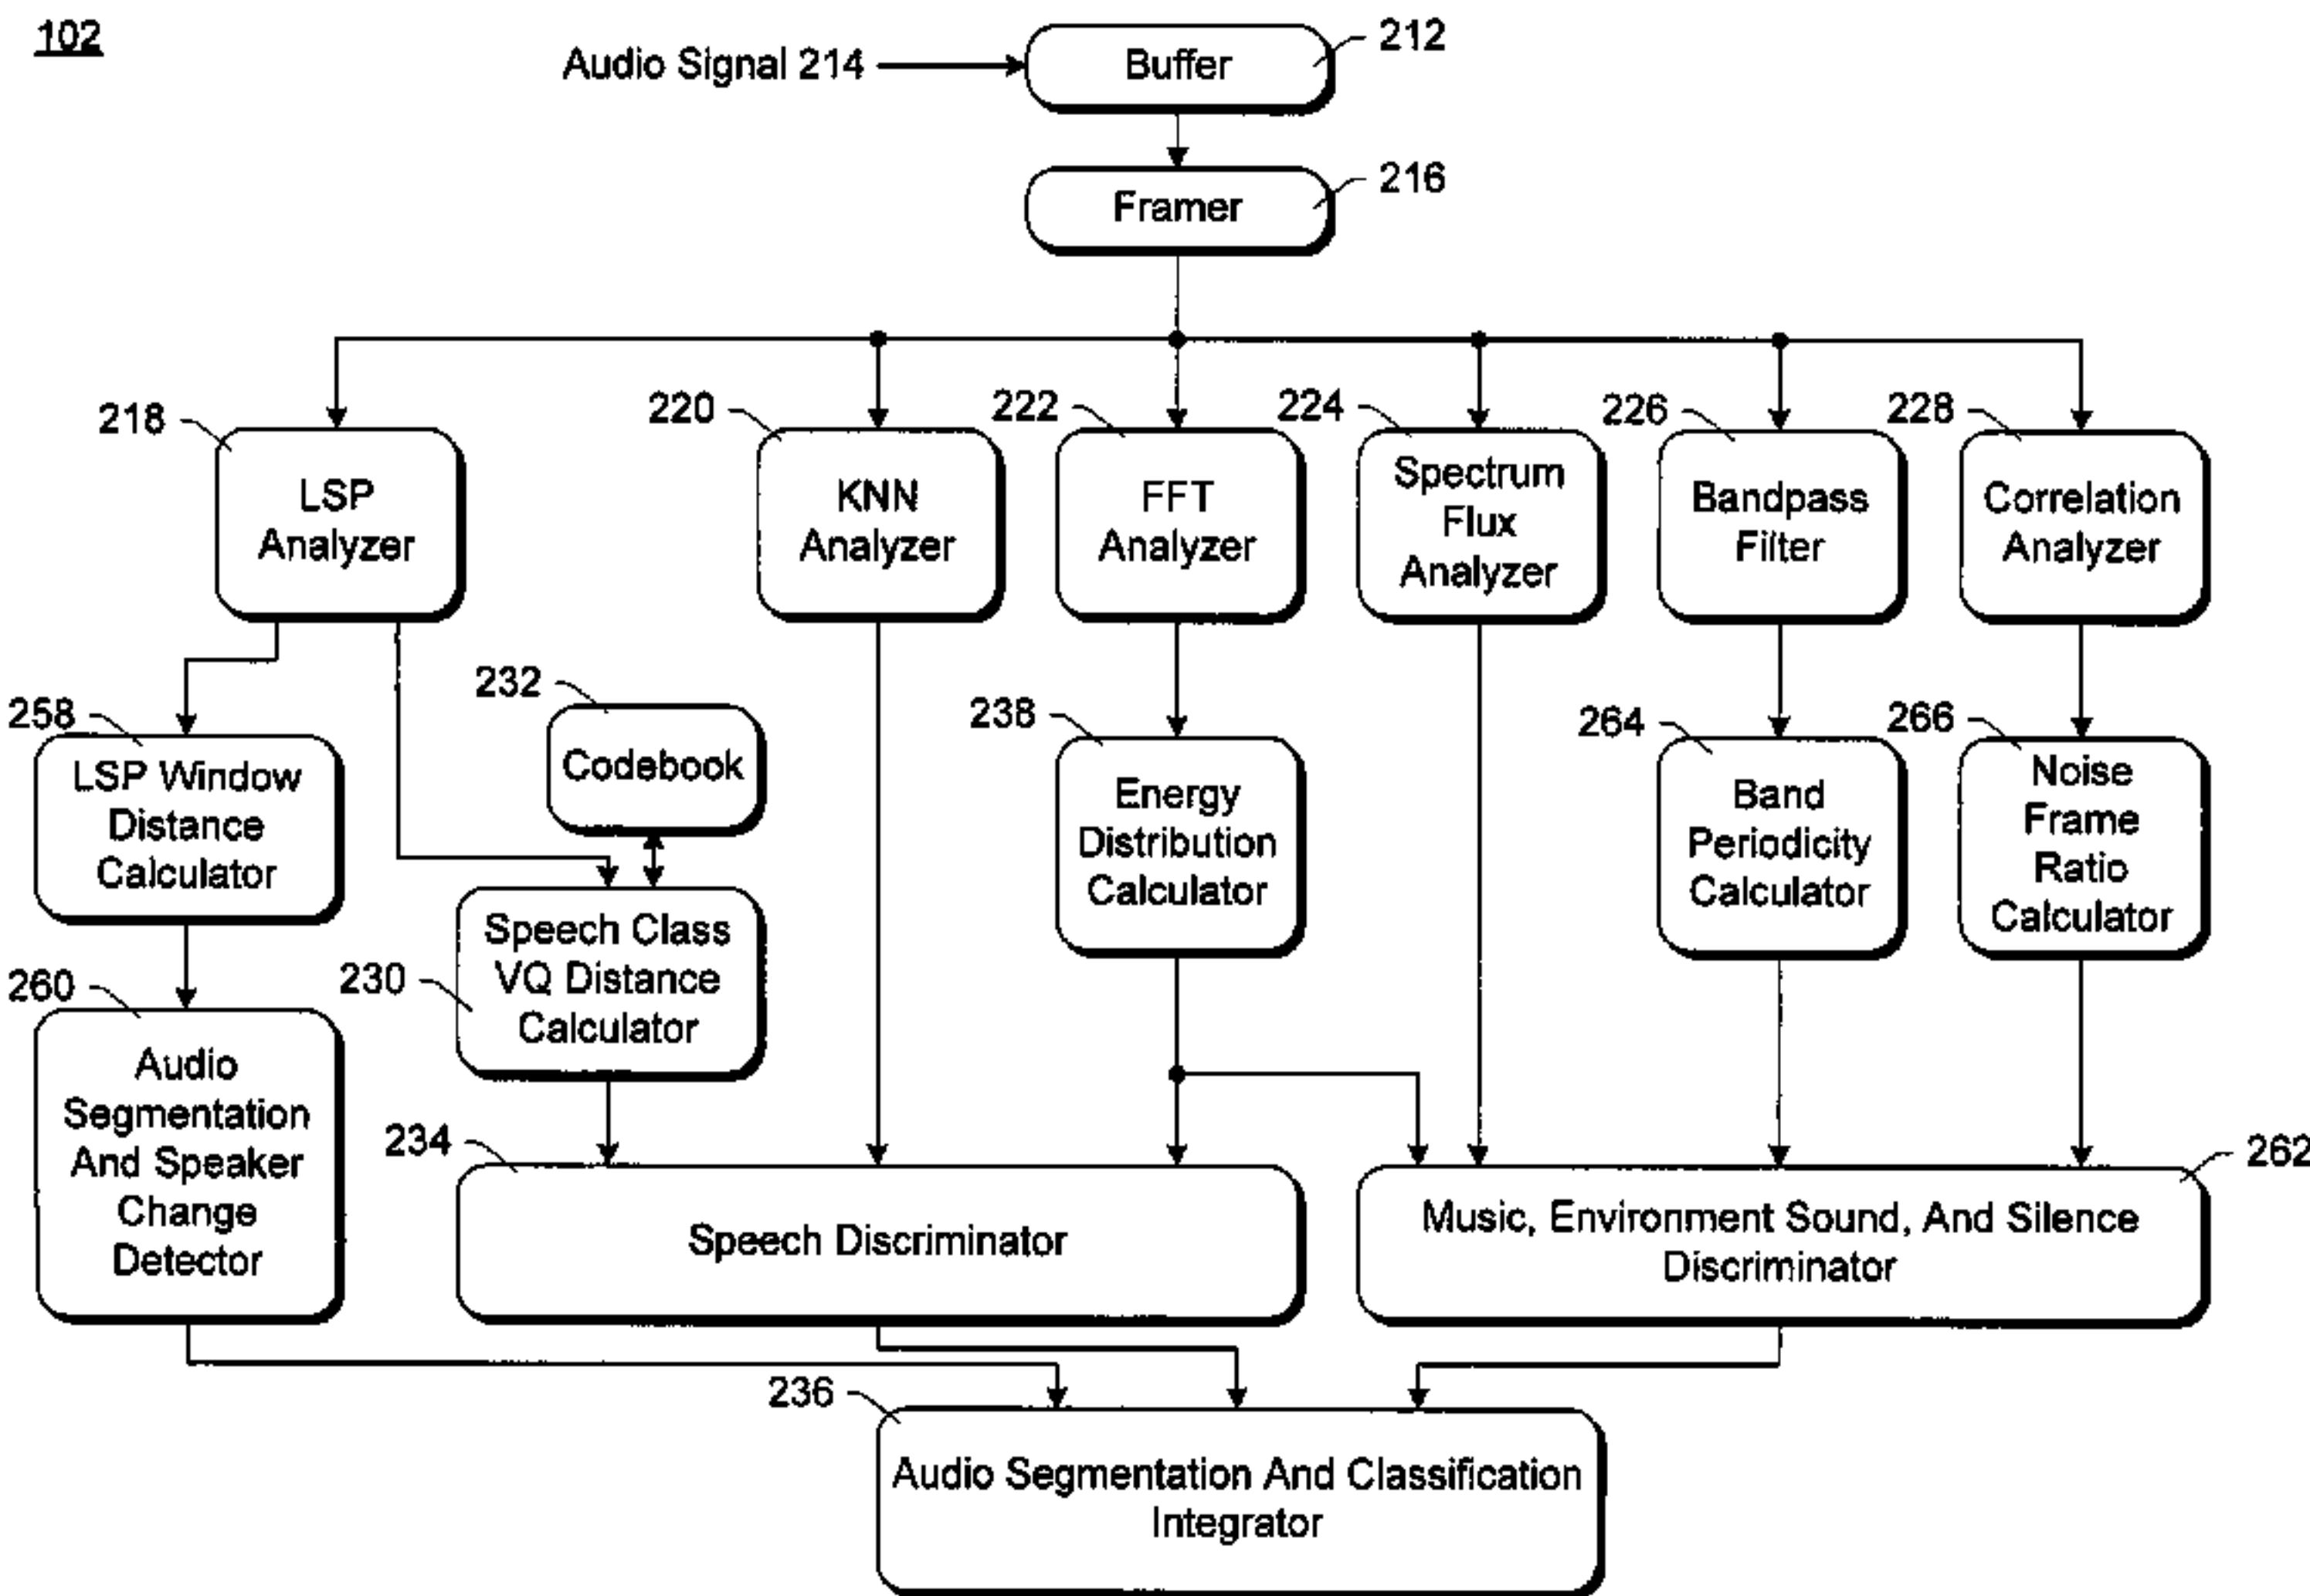 102
Audio Signal 214
Buffer
212
Framer
216
218
220
222
224
226
228
LSP
Analyzer
KNN
Analyzer
FFT
Analyzer
Spectrum
Flux
Analyzer
Bandpass
Filter
Correlation
Analyzer
258
232
238
264
266
LSP Window
Distance
Calculator
Codebook
Energy
Distribution
Calculator
Band
Periodicity
Calculator
Noise
Frame
Ratio
Calculator
260
230
Speech Class
VQ Distance
Calculator
Audio
Segmentation
And Speaker
Change
Detector
234
Speech Discriminator
262
Music, Environment Sound, And Silence
Discriminator
236
Audio Segmentation And Classification
Integrator